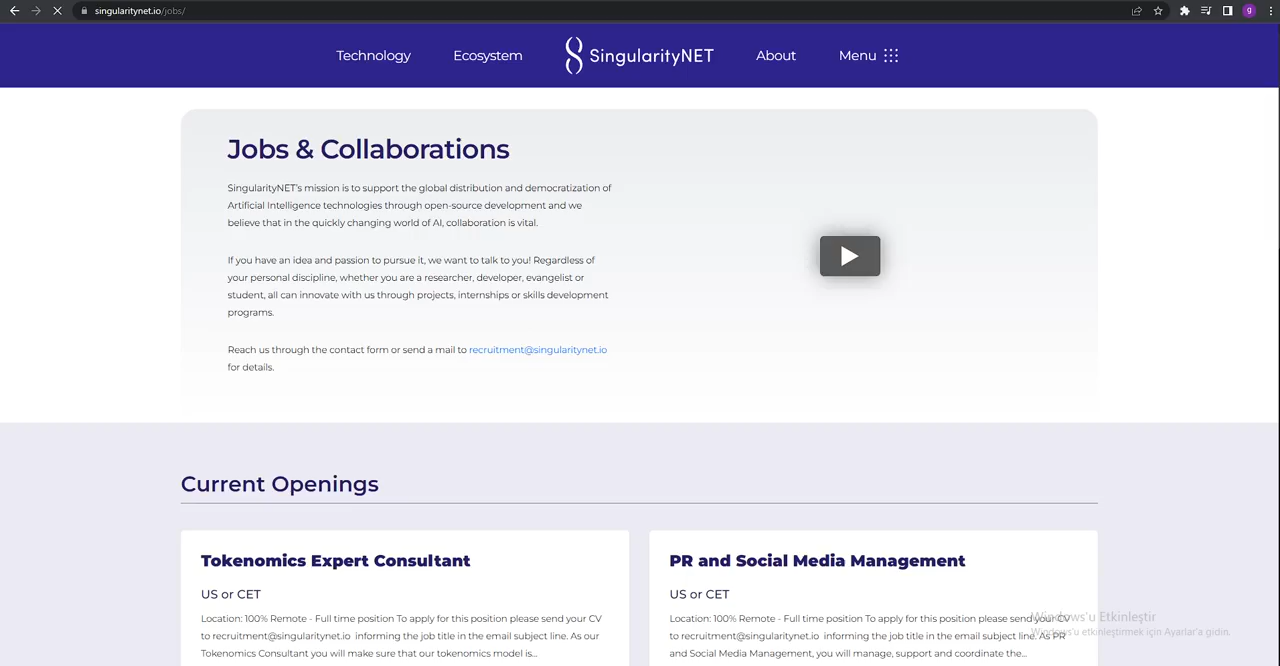 singularitynet.io/jobs/
g
Technology
Ecosystem
SingularityNET
About
Menu
Jobs & Collaborations
SingularityNET's mission is to support the global distribution and democratization of
Artificial Intelligence technologies through open-source development and we
believe that in the quickly changing world of AI, collaboration is vital.
If you have an idea and passion to pursue it, we want to talk to you! Regardless of
your personal discipline, whether you are a researcher, developer, evangelist or
student, all can innovate with us through projects, internships or skills development
programs.
Reach us through the contact form or send a mail to recruitment@singularitynet.io
for details.
Current Openings
Tokenomics Expert Consultant
US or CET
Location: 100% Remote - Full time position To apply for this position please send your CV
to recruitment@singularitynet.io informing the job title in the email subject line. As our
Tokenomics Consultant you will make sure that our tokenomics model is...
PR and Social Media Management
US or CET
Location: 100% Remote - Full time position To apply for this position please send your CV
to recruitment@singularitynet.io informing the job title in the email subject line. As PR
and Social Media Management, you will manage, support and coordinate the...
Windows'u Etkinleştir
Windows'u etkinleştirmek için Ayarlar'a gidin.